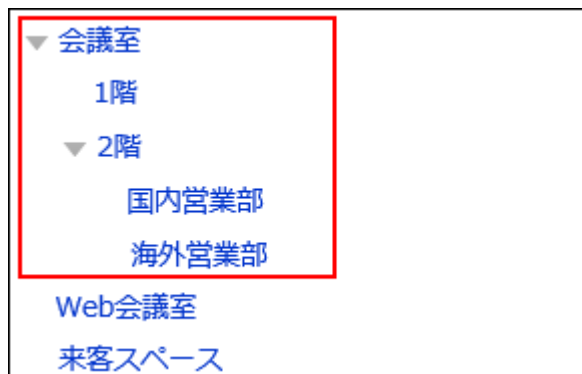 会議室
1階
2階
国内営業部
海外営業部
Web会議室
来客スペース